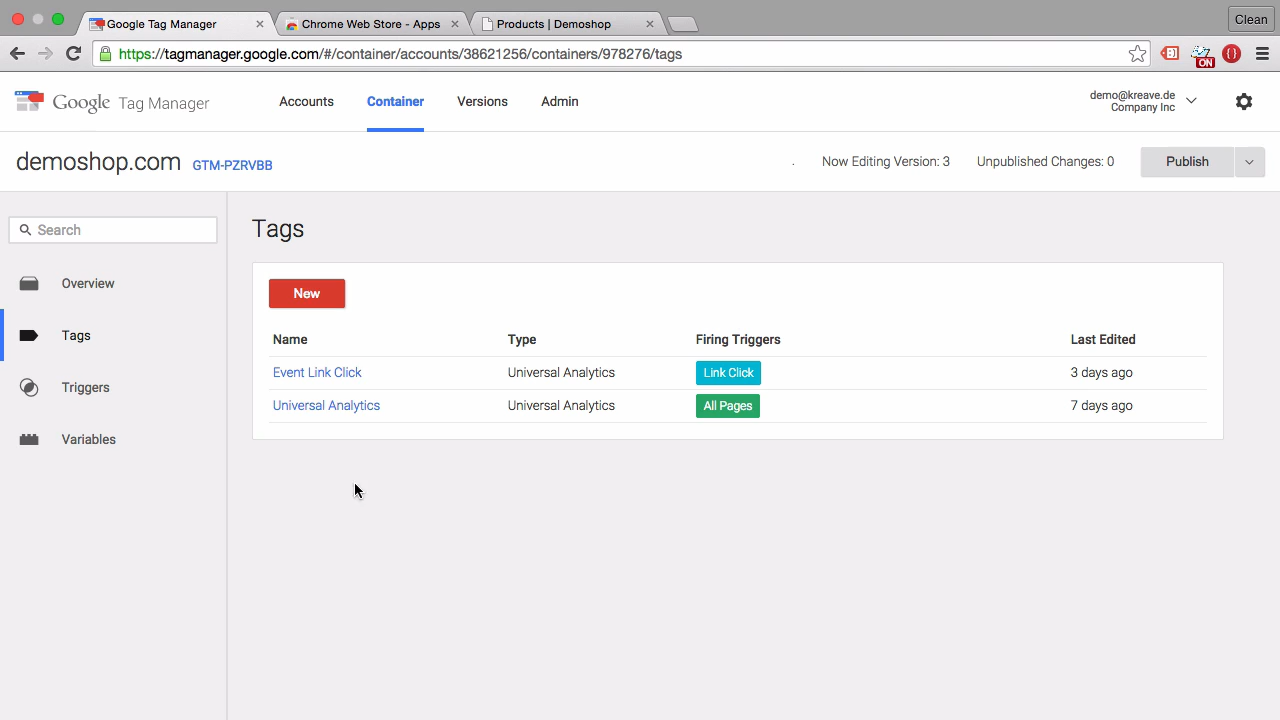 Google Tag Manager
Chrome Web Store - Apps
Products | Demoshop
Clean
https://tagmanager.google.com/#/container/accounts/38621256/containers/978276/tags
ON
Google Tag Manager
Accounts
Container
Versions
Admin
demo@kreave.de
Company Inc
demoshop.com GTM-PZRVBB
Now Editing Version: 3
Unpublished Changes: 0
Publish
Search
Overview
Tags
Triggers
Variables
Tags
New
Name Type Firing Triggers Last Edited
Event Link Click Universal Analytics Link Click 3 days ago
Universal Analytics Universal Analytics All Pages 7 days ago